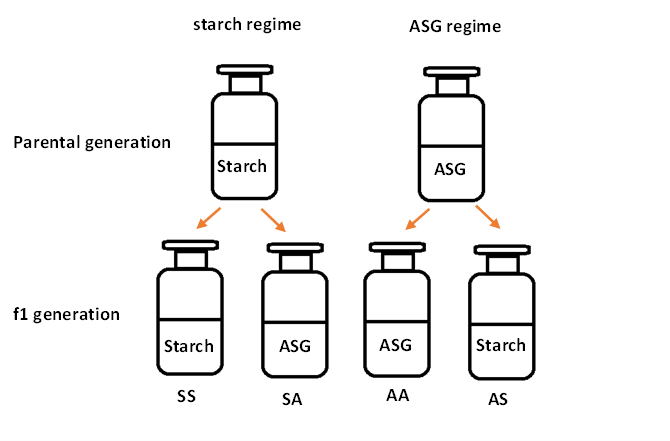 starch regime
ASG regime
Parental generation
Starch
ASG
f1 generation
Starch
ASG
ASG
Starch
SS
SA
AA
AS